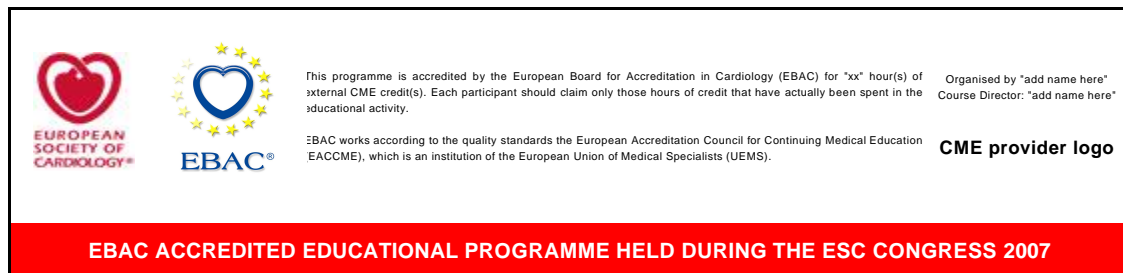 EUROPEAN
SOCIETY OF
CARDIOLOGY®
EBAC®
This programme is accredited by the European Board for Accreditation in Cardiology (EBAC) for "xx" hour(s) of
external CME credit(s). Each participant should claim only those hours of credit that have actually been spent in the
educational activity.
EBAC works according to the quality standards the European Accreditation Council for Continuing Medical Education
(EACCME), which is an institution of the European Union of Medical Specialists (UEMS).
Organised by "add name here"
Course Director: "add name here"
CME provider logo
EBAC ACCREDITED EDUCATIONAL PROGRAMME HELD DURING THE ESC CONGRESS 2007